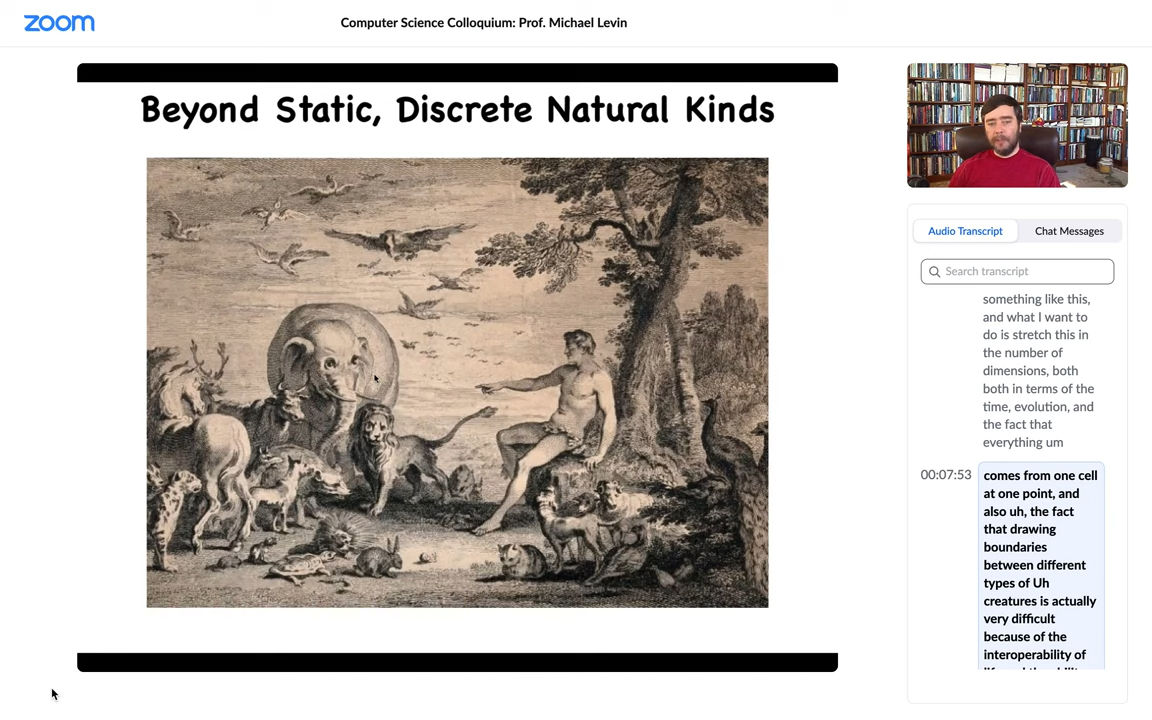 zoom
Computer Science Colloquium: Prof. Michael Levin
Beyond Static, Discrete Natural Kinds
Audio Transcript
Chat Messages
Search transcript
something like this,
and what I want to
do is stretch this in
the number of
dimensions, both
both in terms of the
time, evolution, and
the fact that
everything um
00:07:53
comes from one cell
at one point, and
also uh, the fact
that drawing
boundaries
between different
types of Uh
creatures is actually
very difficult
because of the
interoperability of